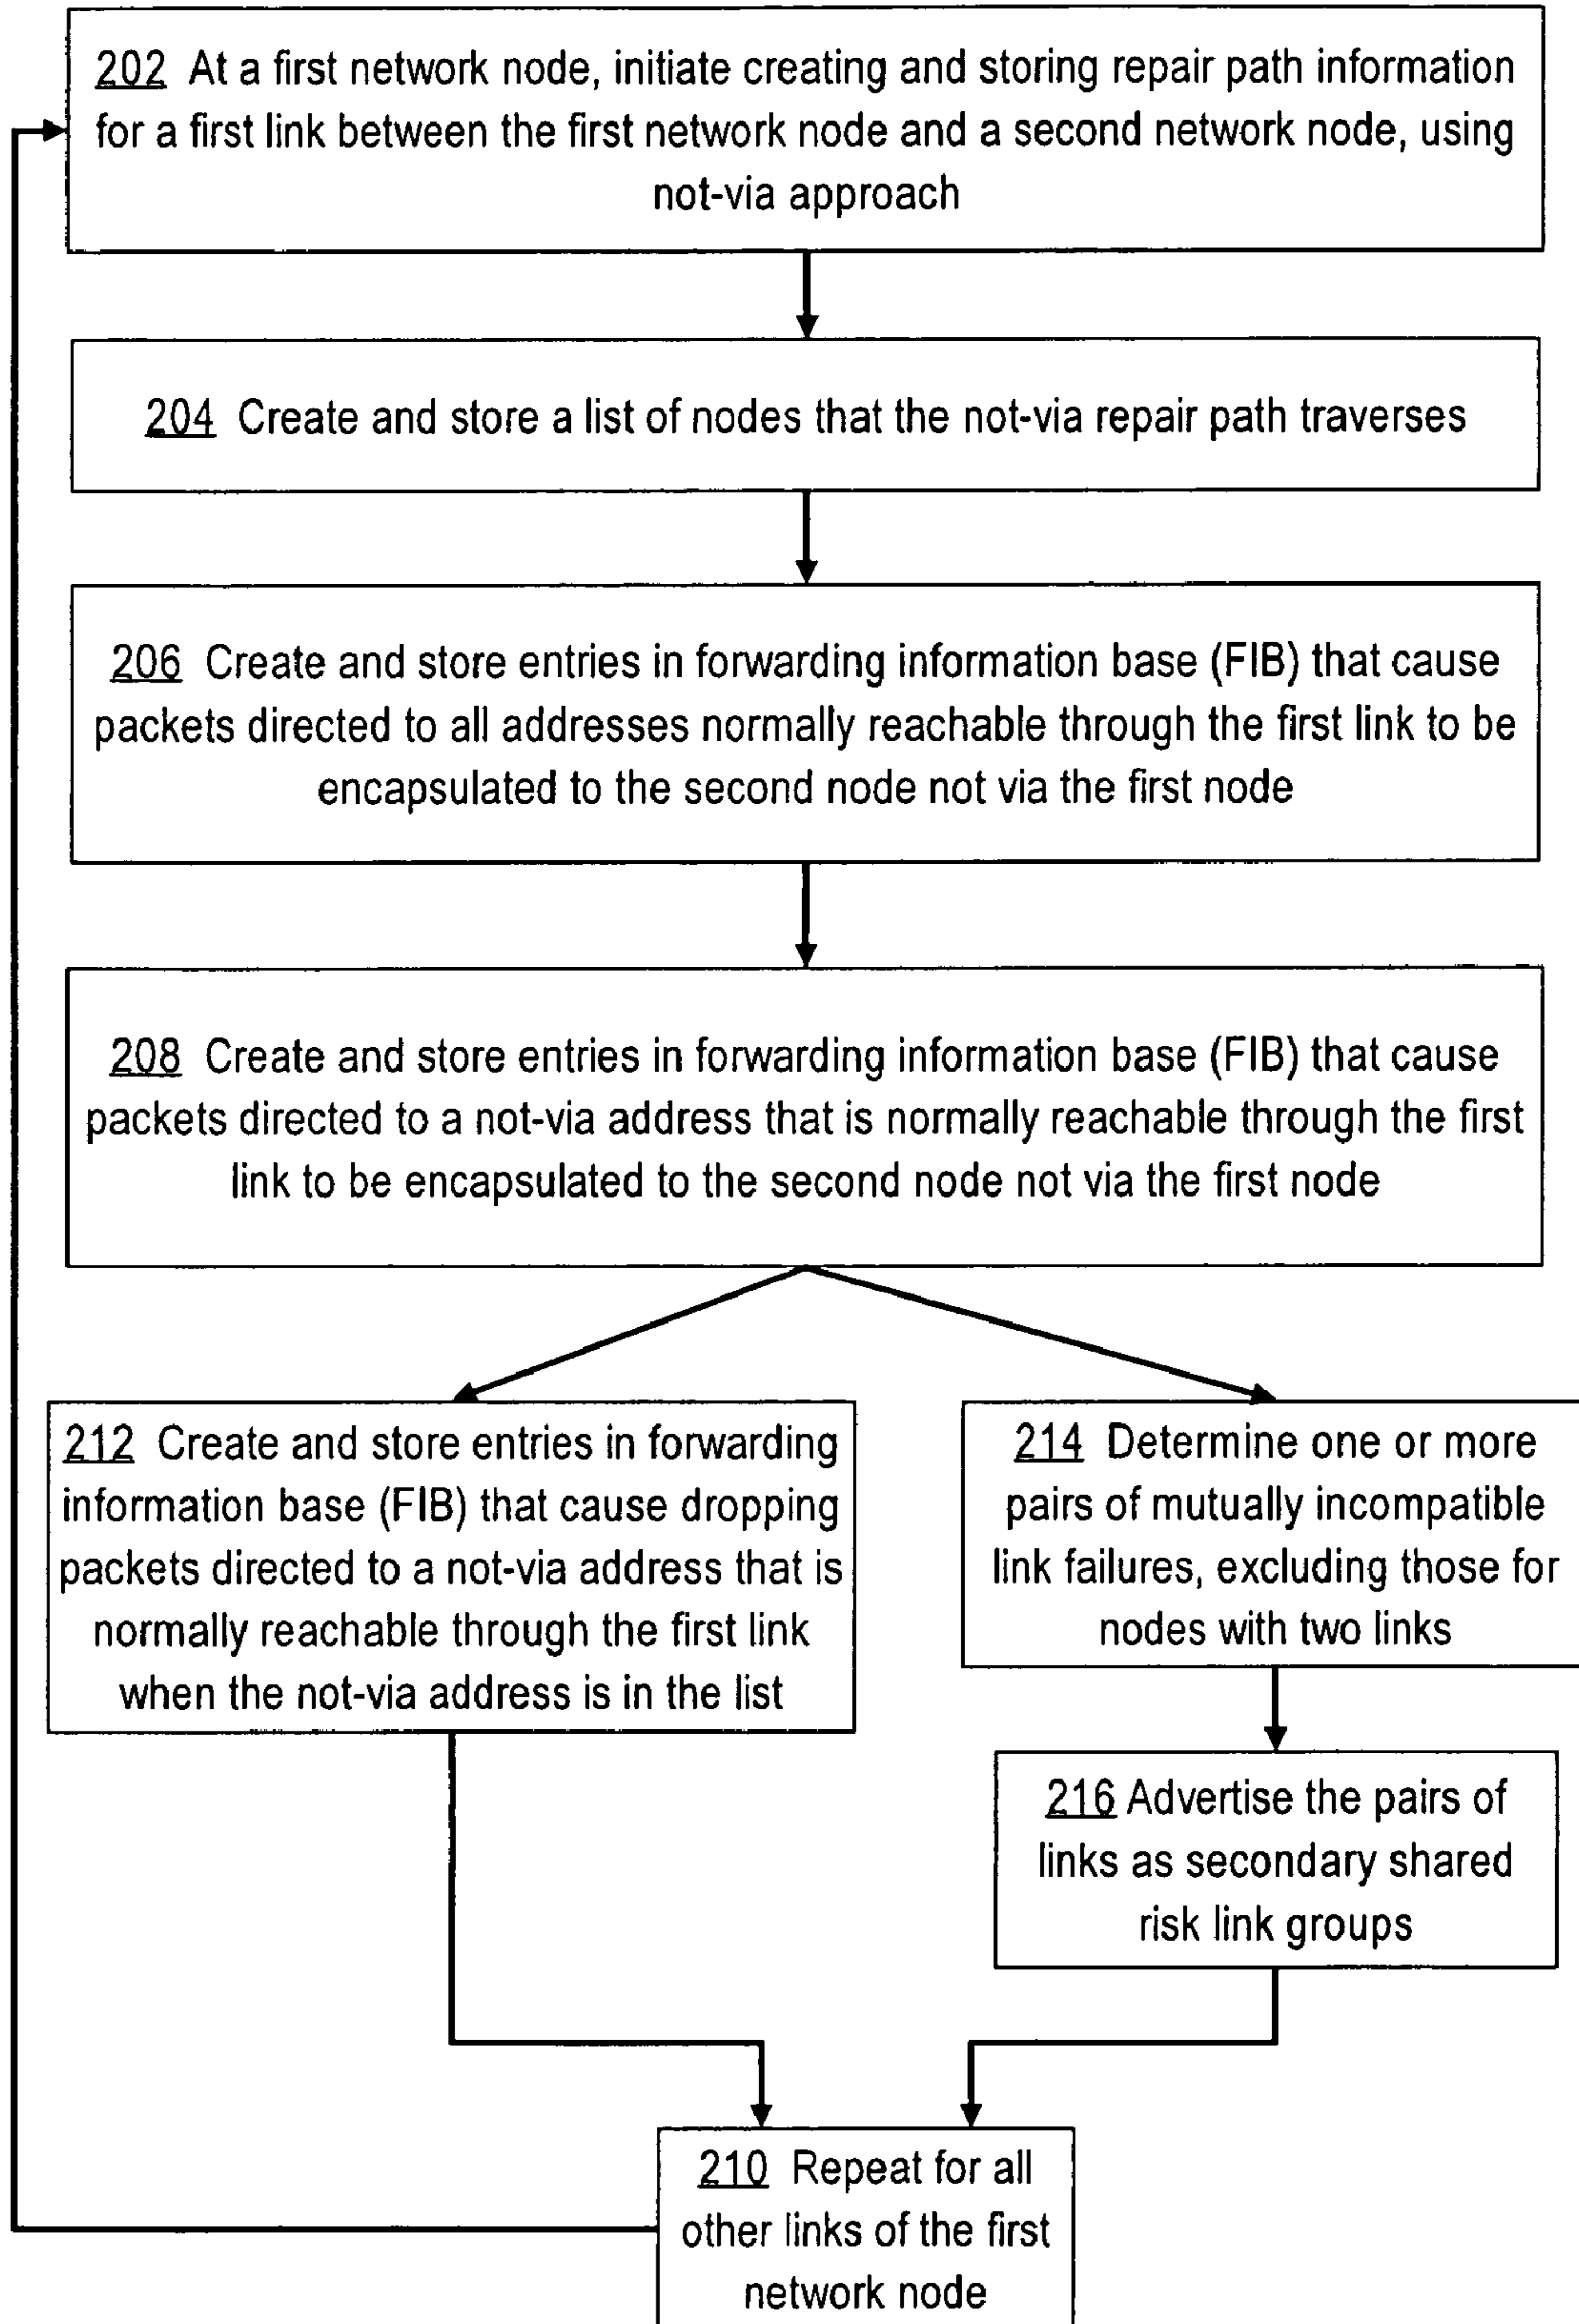 202 At a first network node, initiate creating and storing repair path information
for a first link between the first network node and a second network node, using
not-via approach
204 Create and store a list of nodes that the not-via repair path traverses
206 Create and store entries in forwarding information base (FIB) that cause
packets directed to all addresses normally reachable through the first link to be
encapsulated to the second node not via the first node
208 Create and store entries in forwarding information base (FIB) that cause
packets directed to a not-via address that is normally reachable through the first
link to be encapsulated to the second node not via the first node
212 Create and store entries in forwarding
information base (FIB) that cause dropping
packets directed to a not-via address that is
normally reachable through the first link
when the not-via address is in the list
214 Determine one or more
pairs of mutually incompatible
link failures, excluding those for
nodes with two links
216 Advertise the pairs of
links as secondary shared
risk link groups
210 Repeat for all
other links of the first
network node